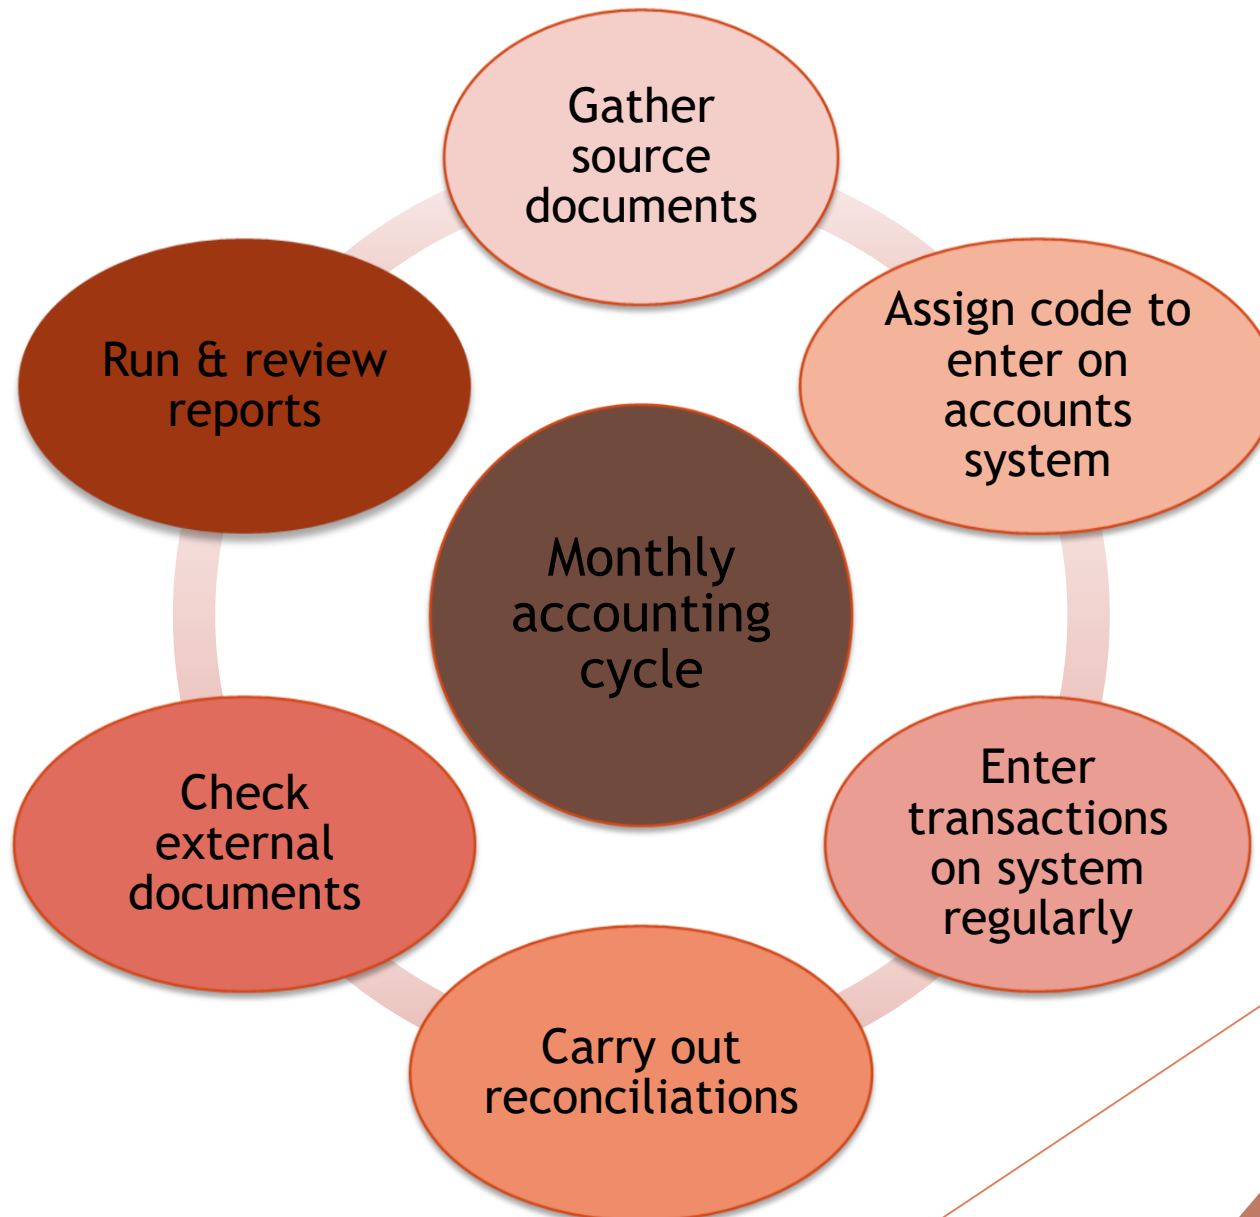 Gather
source
documents
Assign code to
enter on
accounts
system
Enter
transactions
on system
regularly
Carry out
reconciliations
Check
external
documents
Run & review
reports
Monthly
accounting
cycle